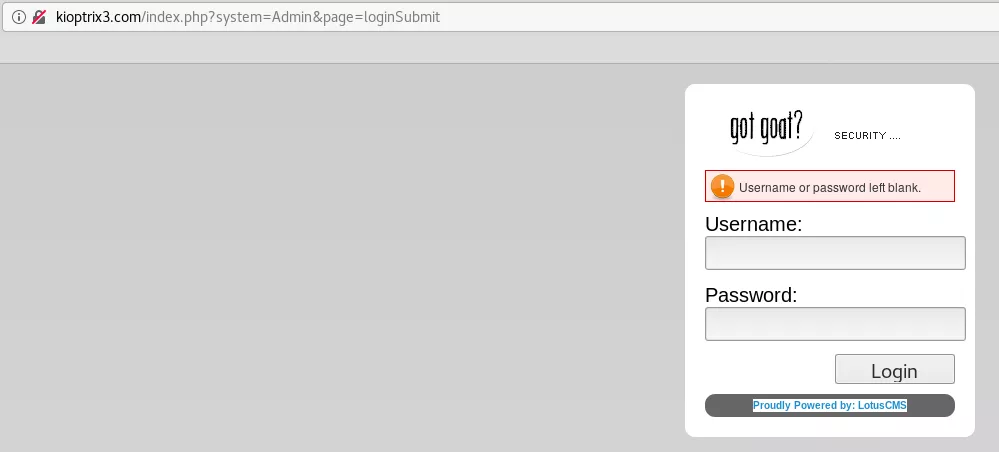 kioptrix3.com/index.php?system=Admin&page=loginSubmit
got goat?
SECURITY ....
! Username or password left blank.
Username:
Password:
Login
Proudly Powered by: LotusCMS